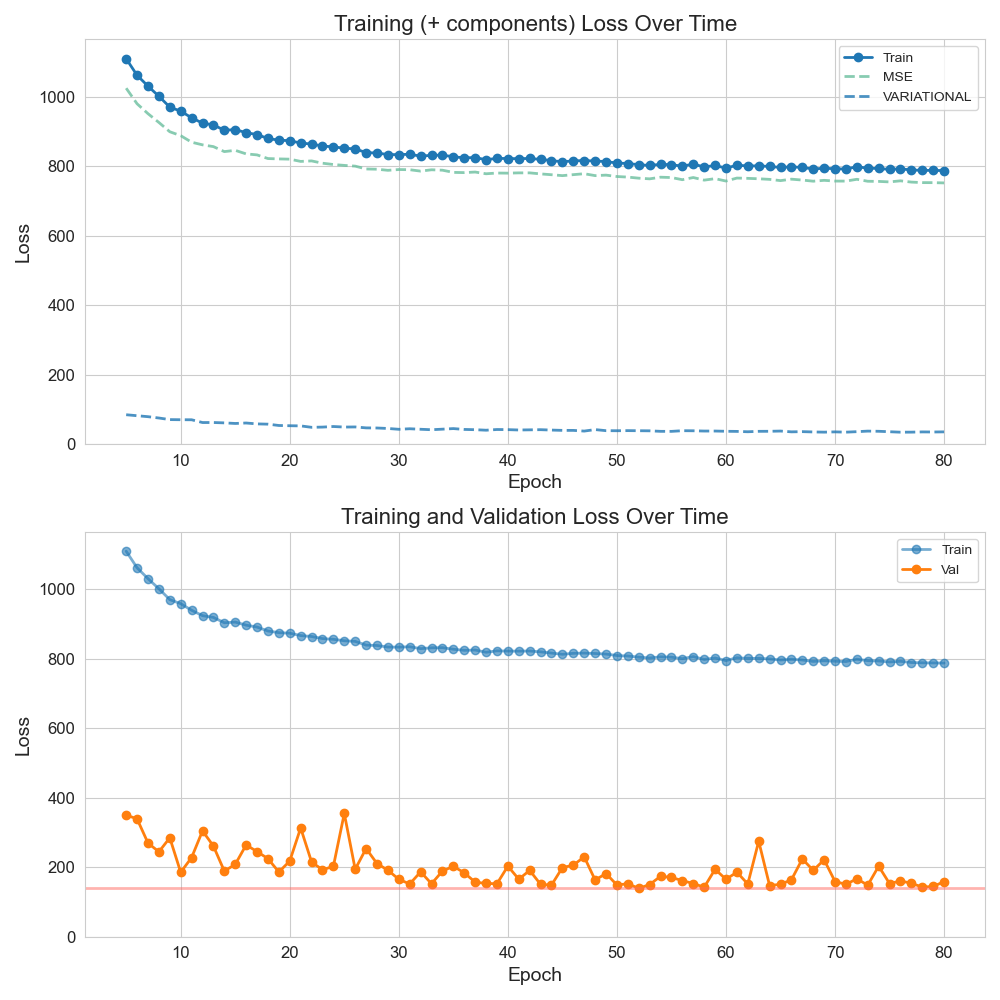 Training (+ components) Loss Over Time
Train
MSE
VARIATIONAL
1000
800
600
400
200
0
Loss
10 20 30 40 50 60 70 80
Epoch
Training and Validation Loss Over Time
Train
Val
1000
800
600
400
200
0
Loss
10 20 30 40 50 60 70 80
Epoch